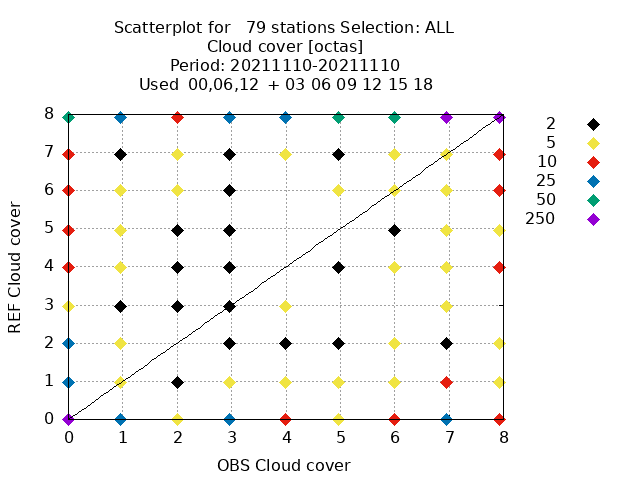 Scatterplot for   79 stations Selection: ALL
Cloud cover [octas]
Period: 20211110-20211110
Used  00,06,12  + 03 06 09 12 15 18
8
7
6
5
4
3
2
1
0
REF Cloud cover
0 1 2 3 4 5 6 7 8
OBS Cloud cover
2
5
10
25
50
250